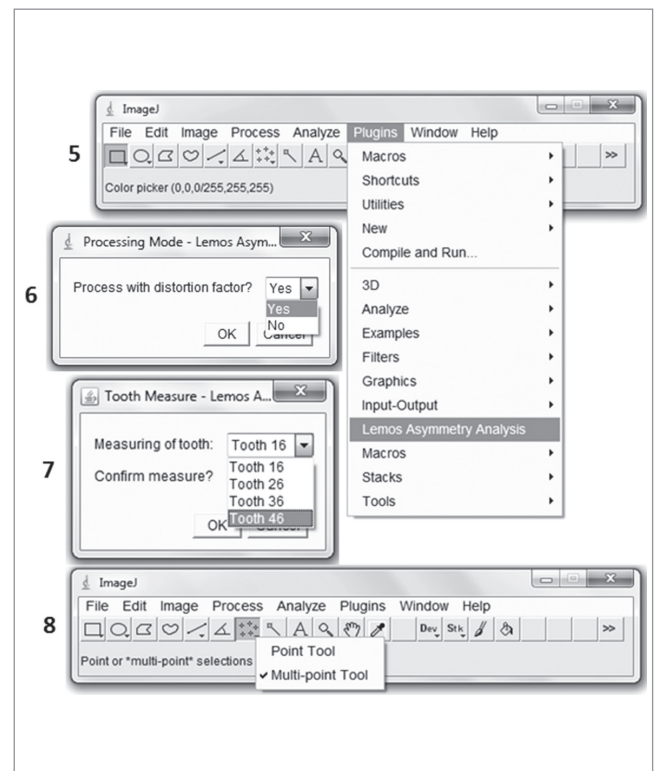 5
ImageJ
File Edit Image Process Analyze Plugins Window Help
A
>>
Color picker (0,0,0/255,255,255)
Macros
Shortcuts
Utilities
New
Compile and Run...
3D
Analyze
Examples
Filters
Graphics
Input-Output
Lemos Asymmetry Analysis
Macros
Stacks
Tools
6
Processing Mode - Lemos Asym...
Process with distortion factor? Yes
Yes
No
OK Cancel
7
Tooth Measure - Lemos A...
Measuring of tooth: Tooth 16
Tooth 16
Confirm measure?
Tooth 26
Tooth 36
Tooth 46
OK Cancel
8
ImageJ
File Edit Image Process Analyze Plugins Window Help
A Dev Stk >>
Point or *multi-point* selections
Point Tool
Multi-point Tool